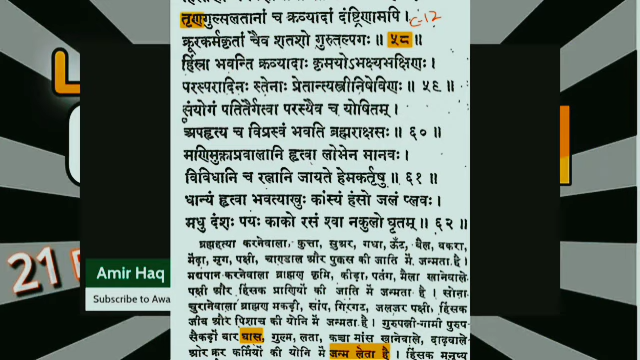 तृणगुल्मलतानां च क्रव्यादां दंष्ट्रिणामपि ।
क्रूरकर्मकृतां चैव शतशो गुरुतल्पगः ॥ ५८ ॥
हिंस्रा भवन्ति क्रव्यादाः कृमयोऽभक्ष्यभक्षिणः ।
परस्परादिनः स्तेनाः प्रेतान्त्यस्त्रीनिषेविणः ॥ ५९ ॥
संयोगं पतितैर्गत्वा परस्यैव च योषितम् ।
अपहृत्य च विप्रस्वं भवति ब्रह्मराक्षसः ॥ ६० ॥
मणिमुक्ताप्रवालानि हृत्वा लोभेन मानवः ।
विविधानि च रत्नानि जायते हेमकर्तृषु ॥ ६१ ॥
धान्यं हृत्वा भवत्याखुः कांस्यं हंसो जलं प्लवः ।
मधु दंशः पयः काको रसं श्वा नकुलो घृतम् ॥ ६२ ॥
ब्रह्महत्या करनेवाला, कुत्ता, सुअर, गधा, ऊँट, बैल, बकरा,
मेंढ़ा, मृग, पक्षी, चाण्डाल और पुक्कस की जाति में जन्मता है ।
मद्यपान करनेवाला ब्राह्मण कृमि, कीड़ा, पतंग, मैला खानेवाले
पक्षी और हिंसक प्राणियों की जाति में जन्मता है । सोना
चुरानेवाला ब्राह्मण मकड़ी, सांप, गिरगट, जलचर पक्षी, हिंसक
जीव और पिशाच की योनि में जन्मता है । गुरुपत्नी-गामी पुरुष
सैकड़ों बार घास, गुल्म, लता, कच्चा मांस खानेवाले, दाढ़वाले
और क्रूर कर्मियों की योनि में जन्म लेता है । हिंसक मनुष्य
21
Amir Haq
Subscribe to Awa